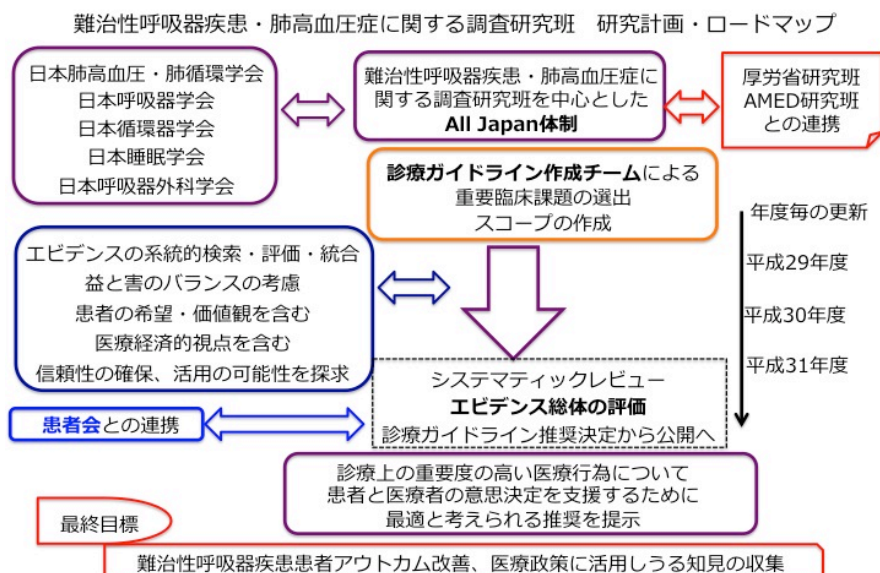 難治性呼吸器疾患・肺高血圧症に関する調査研究班　研究計画・ロードマップ
日本肺高血圧・肺循環学会
日本呼吸器学会
日本循環器学会
日本睡眠学会
日本呼吸器外科学会
難治性呼吸器疾患・肺高血圧症に
関する調査研究班を中心とした
All Japan体制
厚労省研究班
AMED研究班
との連携
診療ガイドライン作成チームによる
重要臨床課題の選出
スコープの作成
年度毎の更新
平成29年度
平成30年度
平成31年度
エビデンスの系統的検索・評価・統合
益と害のバランスの考慮
患者の希望・価値観を含む
医療経済的視点を含む
信頼性の確保、活用の可能性を探求
システマティックレビュー
エビデンス総体の評価
診療ガイドライン推奨決定から公開へ
患者会との連携
診療上の重要度の高い医療行為について
患者と医療者の意思決定を支援するために
最適と考えられる推奨を提示
最終目標
難治性呼吸器疾患患者アウトカム改善、医療政策に活用しうる知見の収集